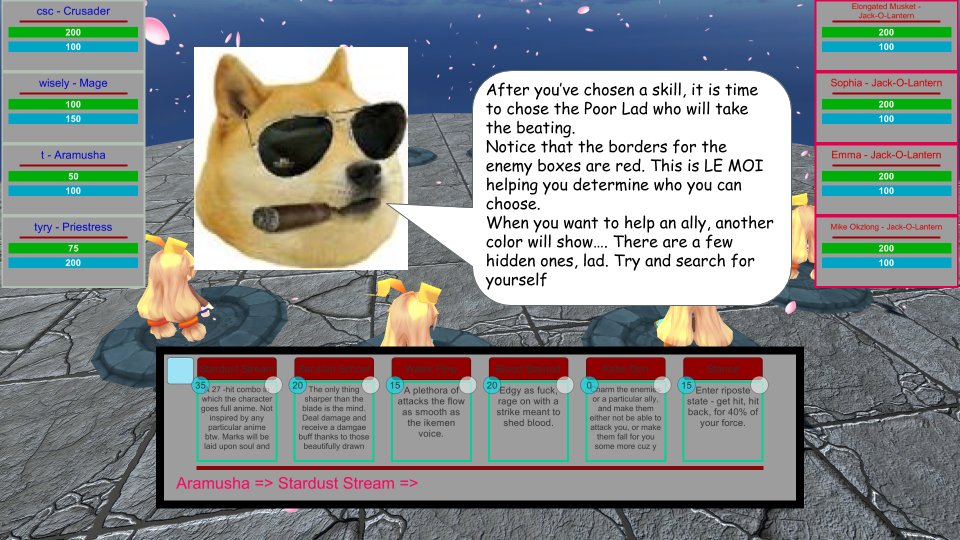 csc - Crusader
200
100
wisely - Mage
100
150
t - Aramusha
50
100
tyry - Priestress
75
200
After you've chosen a skill, it is time
to chose the Poor Lad who will take
the beating.
Notice that the borders for the
enemy boxes are red. This is LE MOI
helping you determine who you can
choose.
When you want to help an ally, another
color will show.... There are a few
hidden ones, lad. Try and search for
yourself
Elongated Musket -
Jack-O-Lantern
200
100
Sophia - Jack-O-Lantern
200
100
Emma - Jack-O-Lantern
200
100
Mike Okzlong - Jack-O-Lantern
200
100
35
27 -hit combo
which the character
goes full anime. Not
inspired by any
particular anime
btw. Marks will be
laid upon soul and
20
The only thing
sharper than the
blade is the mind.
Deal damage and
receive a damgae
buff thanks to those
beautifully drawn
15
A plethora of
attacks the flow
as smooth as
the ikemen
voice.
20
Edgy as fuck,
rage on with a
strike meant to
shed blood.
0
harm the enemy
or a particular ally,
and make them
either not be able to
attack you, or make
them fall for you
some more cuz y
15
Enter riposte
state - get hit, hit
back, for 40% of
your force.
Aramusha => Stardust Stream =>